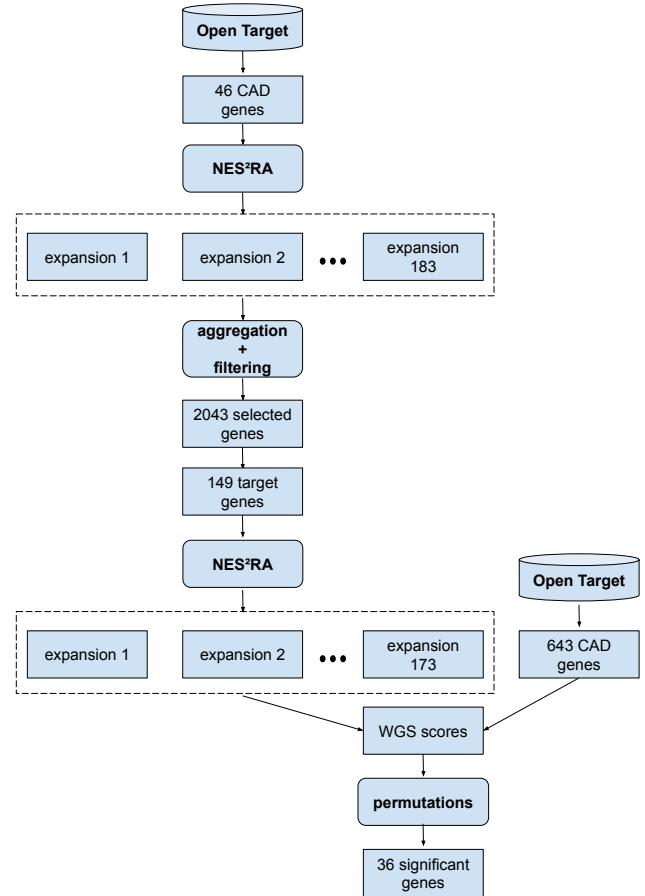 Open Target
46 CAD
genes
NES²RA
expansion 1
expansion 2
•••
expansion
183
aggregation
+
filtering
2043 selected
genes
149 target
genes
NES²RA
Open Target
expansion 1
expansion 2
•••
expansion
173
643 CAD
genes
WGS scores
permutations
36 significant
genes